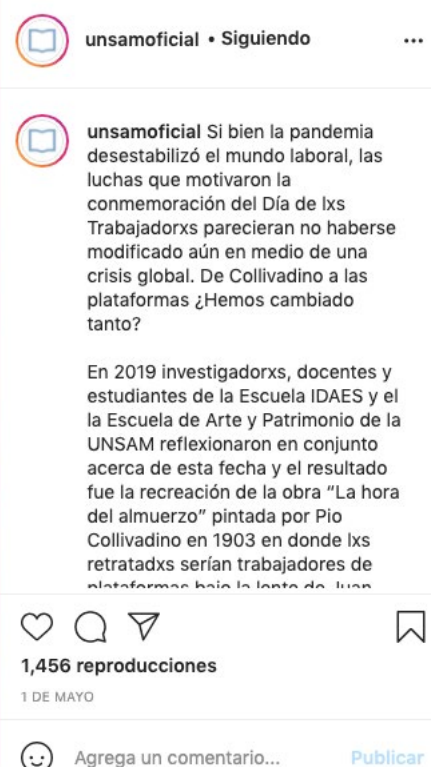 unsamoficial • Siguiendo
unsamoficial Si bien la pandemia
desestabilizó el mundo laboral, las
luchas que motivaron la
conmemoración del Día de lxs
Trabajadorxs parecieran no haberse
modificado aún en medio de una
crisis global. De Collivadino a las
plataformas ¿Hemos cambiado
tanto?
En 2019 investigadorxs, docentes y
estudiantes de la Escuela IDAES y el
la Escuela de Arte y Patrimonio de la
UNSAM reflexionaron en conjunto
acerca de esta fecha y el resultado
fue la recreación de la obra “La hora
del almuerzo” pintada por Pio
Collivadino en 1903 en donde lxs
retratadxs serían trabajadores de
plataformas bajo la lente de Juan
1,456 reproducciones
1 DE MAYO
Agrega un comentario...
Publicar